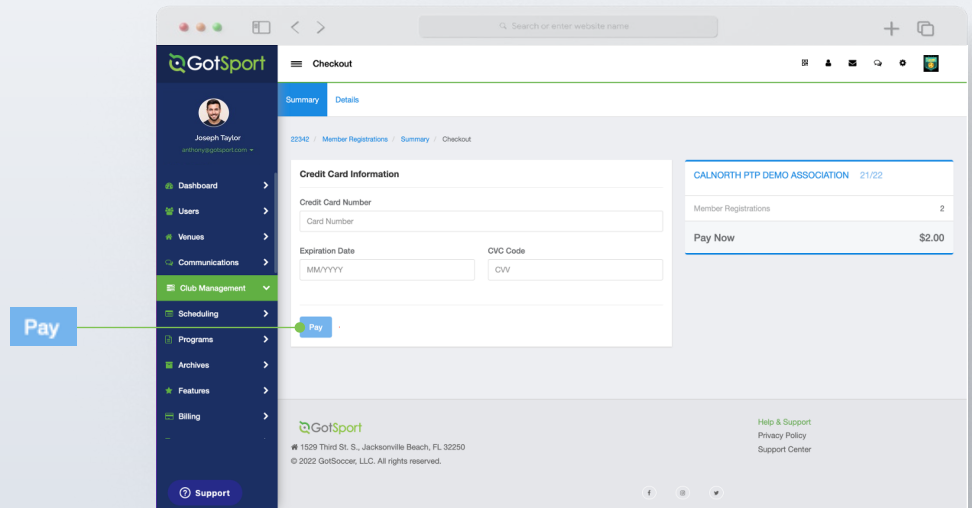 Search or enter website name
GotSport
Checkout
Joseph Taylor
anthony@gotsport.com
Dashboard
Users
Venues
Communications
Club Management
Scheduling
Programs
Archives
Features
Billing
Support
Summary
Details
22342 / Member Registrations / Summary / Checkout
Credit Card Information
Credit Card Number
Card Number
Expiration Date
CVC Code
MM/YYYY
CVV
Pay
Pay
CALNORTH PTP DEMO ASSOCIATION 21/22
Member Registrations 2
Pay Now $2.00
GotSport
1529 Third St. S., Jacksonville Beach, FL 32250
© 2022 GotSoccer, LLC. All rights reserved.
Help & Support
Privacy Policy
Support Center